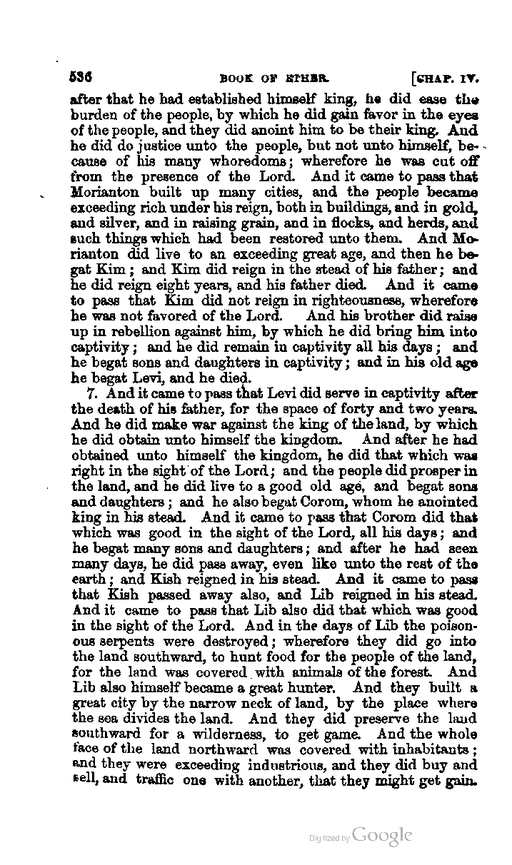 536 BOOK OF ETHER. [CHAP. IV.
after that he had established himself king, he did ease the
burden of the people, by which he did gain favor in the eyes
of the people, and they did anoint him to be their king. And
he did do justice unto the people, but not unto himself, be-
cause of his many whoredoms; wherefore he was cut off
from the presence of the Lord. And it came to pass that
Morianton built up many cities, and the people became
exceeding rich under his reign, both in buildings, and in gold,
and silver, and in raising grain, and in flocks, and herds, and
such things which had been restored unto them. And Mo-
rianton did live to an exceeding great age, and then he be-
gat Kim; and Kim did reign in the stead of his father; and
he did reign eight years, and his father died. And it came
to pass that Kim did not reign in righteousness, wherefore
he was not favored of the Lord. And his brother did raise
up in rebellion against him, by which he did bring him into
captivity; and he did remain in captivity all his days; and
he begat sons and daughters in captivity; and in his old age
he begat Levi, and he died.
7. And it came to pass that Levi did serve in captivity after
the death of his father, for the space of forty and two years.
And he did make war against the king of the land, by which
he did obtain unto himself the kingdom. And after he had
obtained unto himself the kingdom, he did that which was
right in the sight of the Lord; and the people did prosper in
the land, and he did live to a good old age, and begat sons
and daughters; and he also begat Corom, whom he anointed
king in his stead. And it came to pass that Corom did that
which was good in the sight of the Lord, all his days; and
he begat many sons and daughters; and after he had seen
many days, he did pass away, even like unto the rest of the
earth; and Kish reigned in his stead. And it came to pass
that Kish passed away also, and Lib reigned in his stead.
And it came to pass that Lib also did that which was good
in the sight of the Lord. And in the days of Lib the poison-
ous serpents were destroyed; wherefore they did go into
the land southward, to hunt food for the people of the land,
for the land was covered with animals of the forest. And
Lib also himself became a great hunter. And they built a
great city by the narrow neck of land, by the place where
the sea divides the land. And they did preserve the land
southward for a wilderness, to get game. And the whole
face of the land northward was covered with inhabitants;
and they were exceeding industrious, and they did buy and
sell, and traffic one with another, that they might get gain.
Digitized by Google